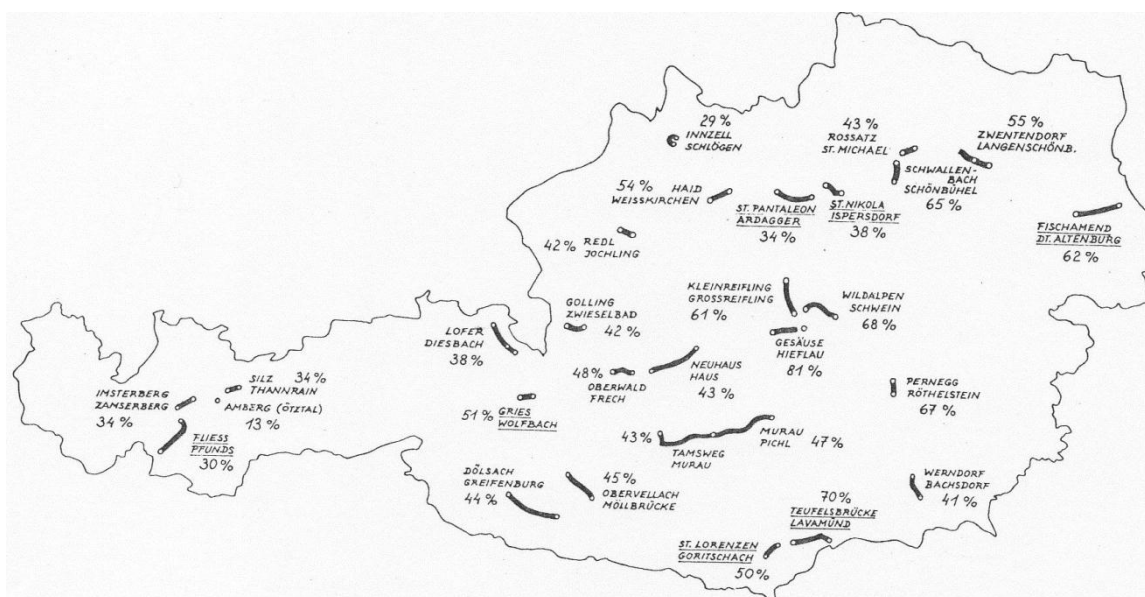 29 %
INNZELL
SCHLÖGEN
43 %
ROSSATZ
ST. MICHAEL
55 %
ZWENTENDORF
LANGENSCHÖNB.
SCHWALLEN-
BACH
SCHÖNBÜHEL
65 %
54 % HAID
WEISSKIRCHEN
ST. PANTALEON
ARDAGGER
34 %
ST. NIKOLA
ISPERSDORF
38 %
FISCHAMEND
DT. ALTENBURG
62 %
42 % REDL
JOCHLING
KLEINREIFLING
GROSSREIFLING
61 %
WILDALPEN
SCHWEIN
68 %
GOLLING
ZWIESELBAD
42 %
LOFER
DIESBACH
38 %
GESÄUSE
HIEFLAU
81 %
48 %
OBERWALD
FRECH
NEUHAUS
HAUS
43 %
SILZ 34 %
THANNRAIN
IMSTERBERG
ZAMSERBERG
34 %
AMBERG (ÖTZTAL)
13 %
FLIESS
PFUNDS
30 %
51 % GRIES
WOLFBACH
PERNEGG
RÖTHELSTEIN
67 %
43 %
TAMSWEG
MURAU
MURAU
PICHL 47 %
DÖLSACH
GREIFENBURG
44 %
45 %
OBERVELLACH
MÖLLBRÜCKE
WERNDORF
BACHSDORF
41 %
70 %
TEUFELSBRÜCKE
LAVAMÜND
ST. LORENZEN
GORITSCHACH
50 %